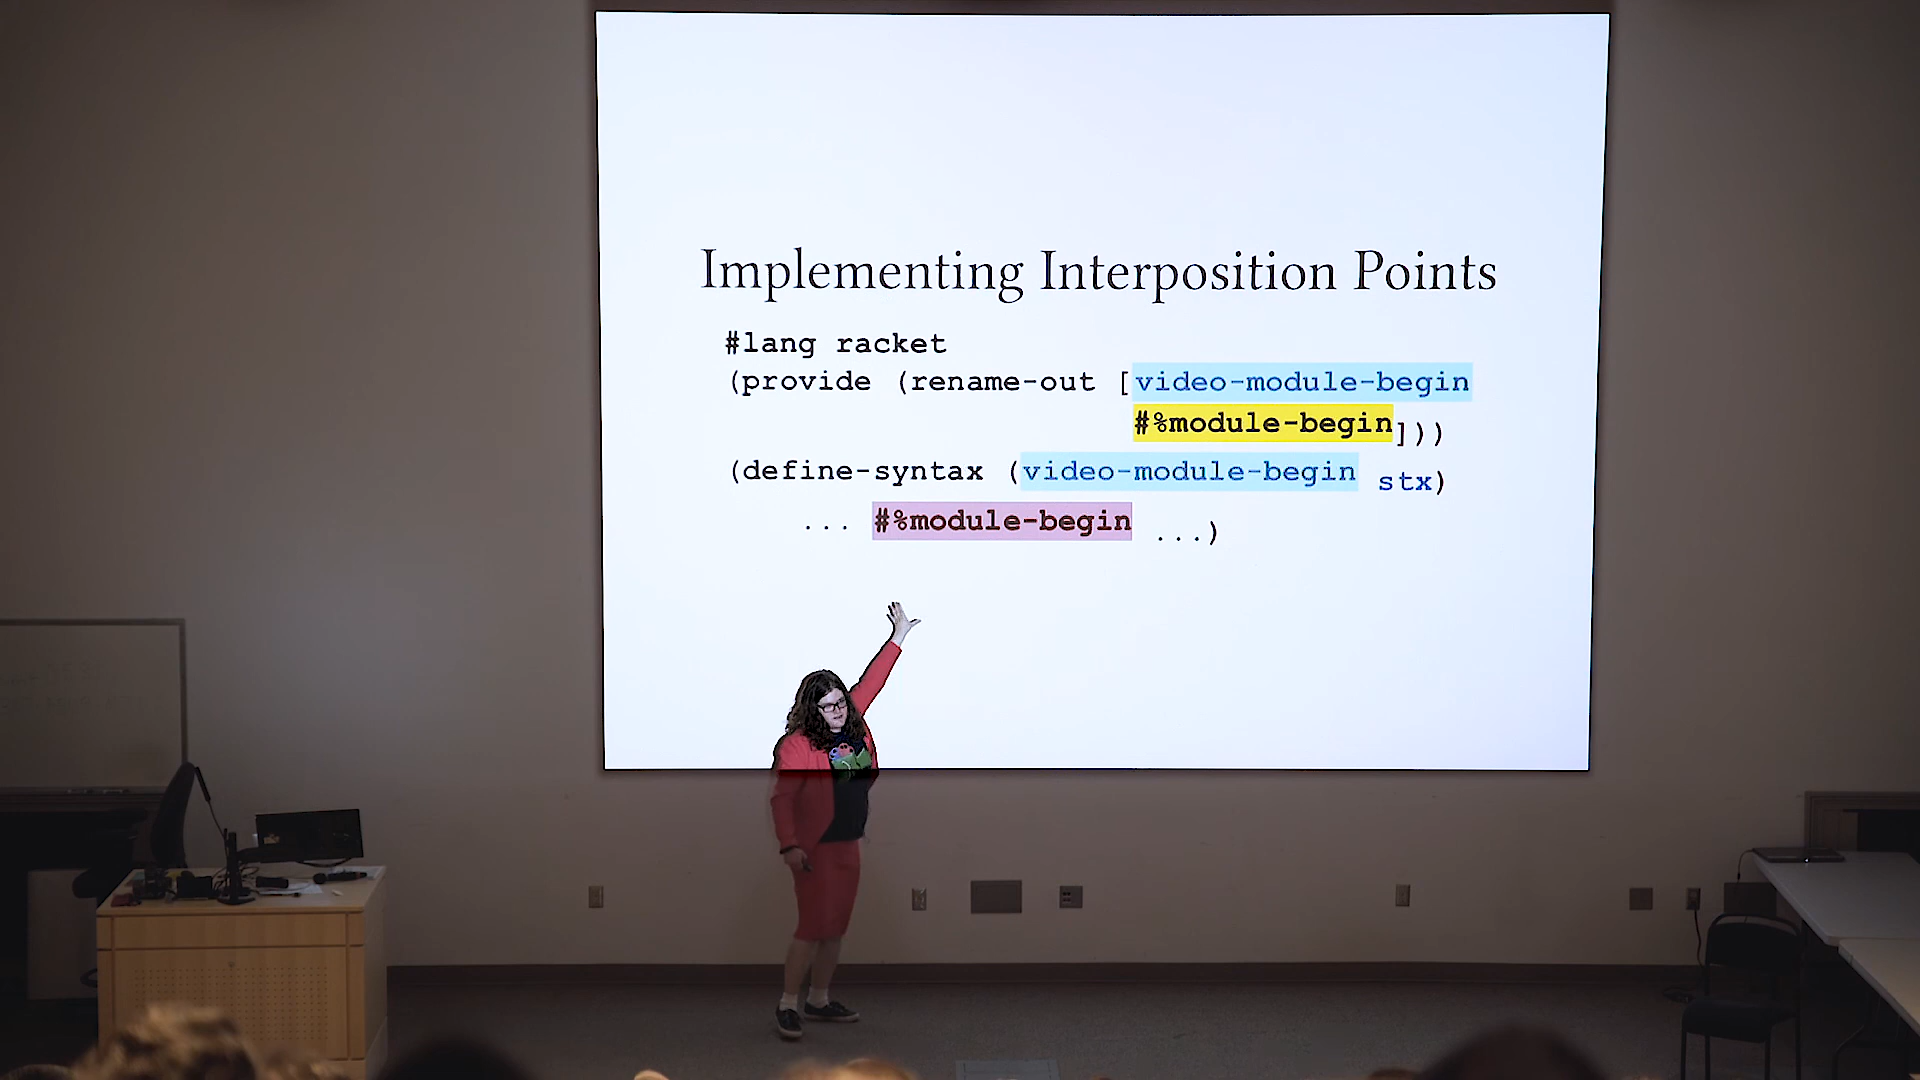 Implementing Interposition Points
#lang racket
(provide (rename-out [video-module-begin
#%module-begin]))
(define-syntax (video-module-begin stx)
... #%module-begin ...)